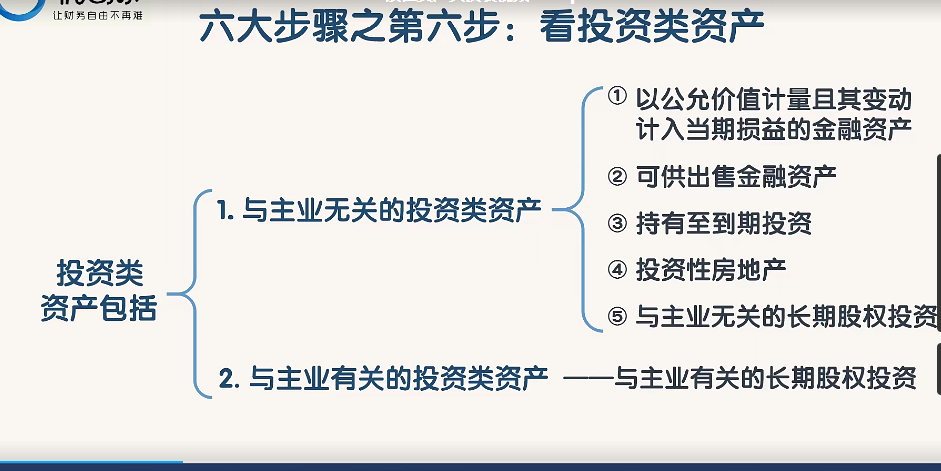 让财务自由不再难
六大步骤之第六步：看投资类资产
① 以公允价值计量且其变动
计入当期损益的金融资产
② 可供出售金融资产
1. 与主业无关的投资类资产
③ 持有至到期投资
投资类
资产包括
④ 投资性房地产
⑤ 与主业无关的长期股权投资
2. 与主业有关的投资类资产 ——与主业有关的长期股权投资